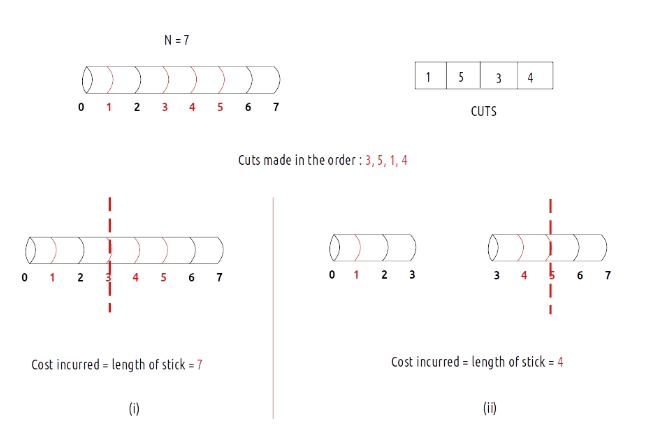 N = 7
0 1 2 3 4 5 6 7
1 5 3 4
CUTS
Cuts made in the order : 3, 5, 1, 4
0 1 2 3 4 5 6 7
0 1 2 3
3 4 5 6 7
Cost incurred = length of stick = 7
Cost incurred = length of stick = 4
(i)
(ii)